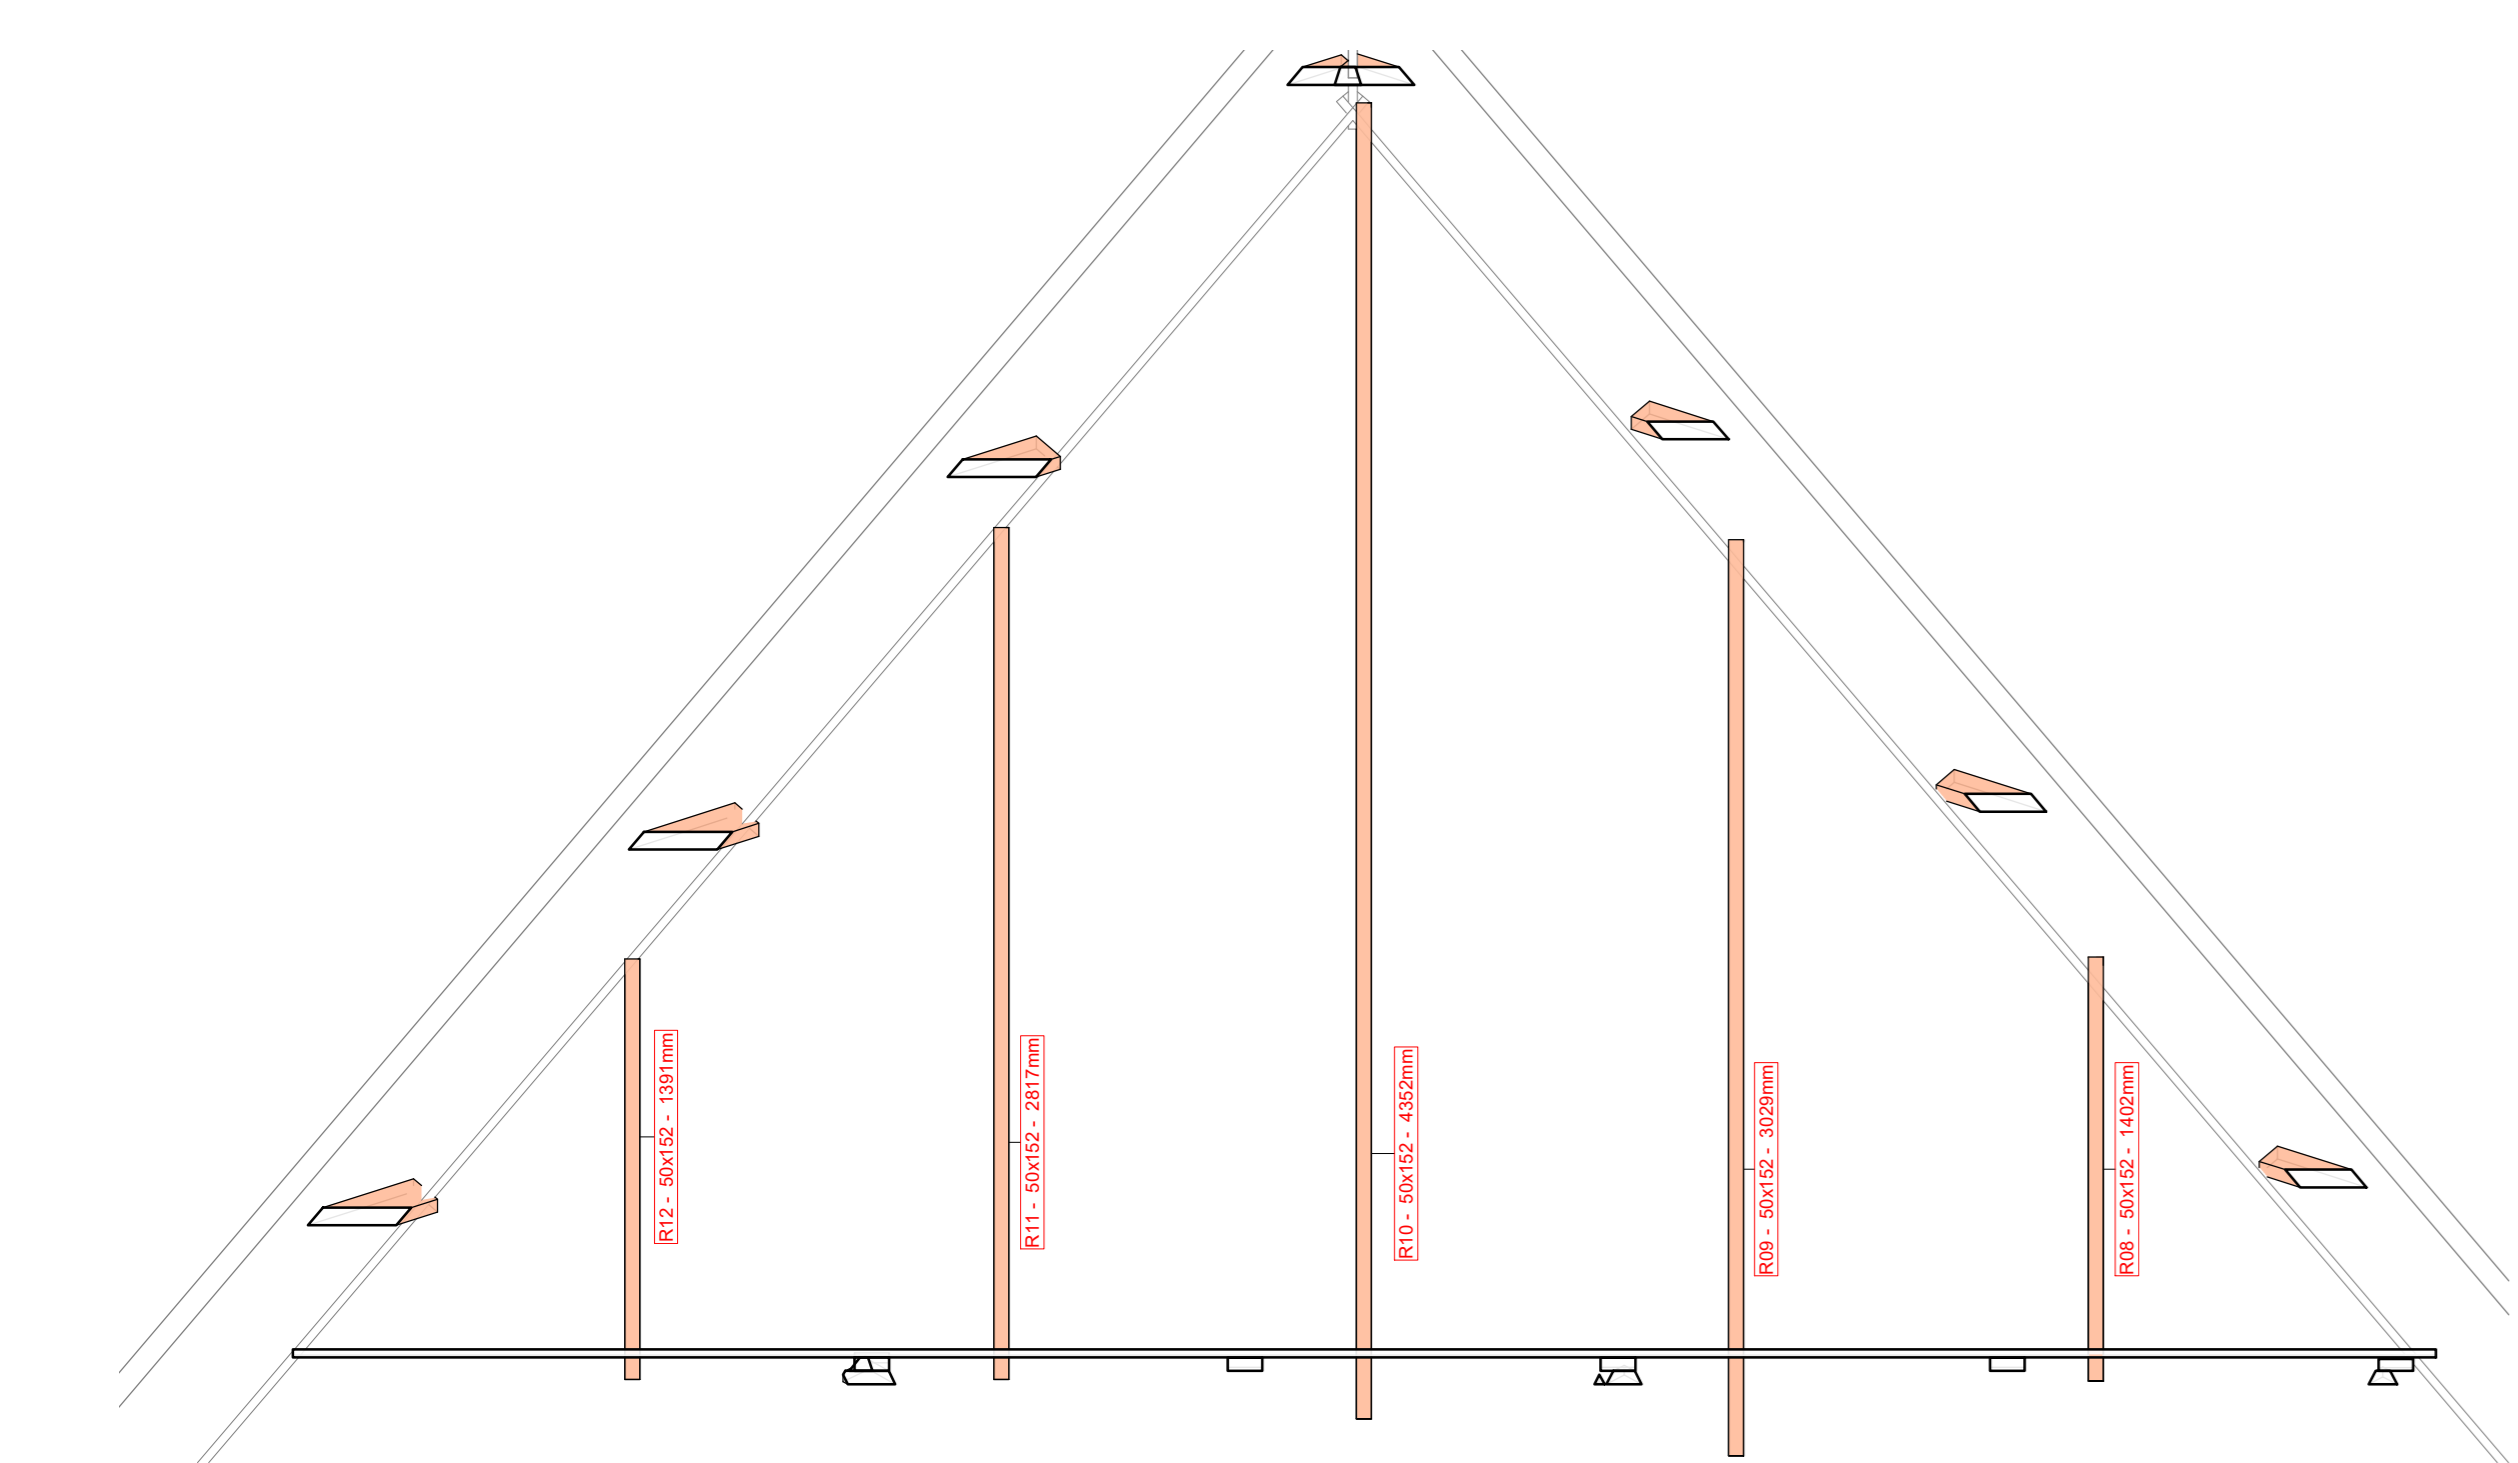 R12 - 50x152 - 1391mm
R11 - 50x152 - 2817mm
R10 - 50x152 - 4352mm
R09 - 50x152 - 3029mm
R08 - 50x152 - 1402mm